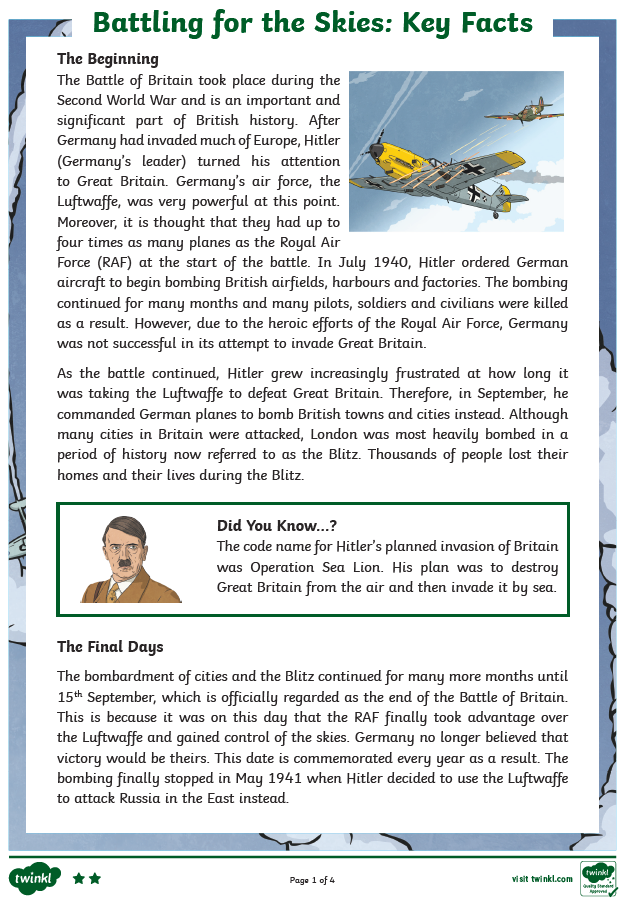 Battling for the Skies: Key Facts
The Beginning
The Battle of Britain took place during the
Second World War and is an important and
significant part of British history. After
Germany had invaded much of Europe, Hitler
(Germany's leader) turned his attention
to Great Britain. Germany's air force, the
Luftwaffe, was very powerful at this point.
Moreover, it is thought that they had up to
four times as many planes as the Royal Air
Force (RAF) at the start of the battle. In July 1940, Hitler ordered German
aircraft to begin bombing British airfields, harbours and factories. The bombing
continued for many months and many pilots, soldiers and civilians were killed
as a result. However, due to the heroic efforts of the Royal Air Force, Germany
was not successful in its attempt to invade Great Britain.
As the battle continued, Hitler grew increasingly frustrated at how long it
was taking the Luftwaffe to defeat Great Britain. Therefore, in September, he
commanded German planes to bomb British towns and cities instead. Although
many cities in Britain were attacked, London was most heavily bombed in a
period of history now referred to as the Blitz. Thousands of people lost their
homes and their lives during the Blitz.
Did You Know...?
The code name for Hitler's planned invasion of Britain
was Operation Sea Lion. His plan was to destroy
Great Britain from the air and then invade it by sea.
The Final Days
The bombardment of cities and the Blitz continued for many more months until
15th September, which is officially regarded as the end of the Battle of Britain.
This is because it was on this day that the RAF finally took advantage over
the Luftwaffe and gained control of the skies. Germany no longer believed that
victory would be theirs. This date is commemorated every year as a result. The
bombing finally stopped in May 1941 when Hitler decided to use the Luftwaffe
to attack Russia in the East instead.
twinkl
Page 1 of 4
visit twinkl.com
twinkl
Quality Standard
Approved